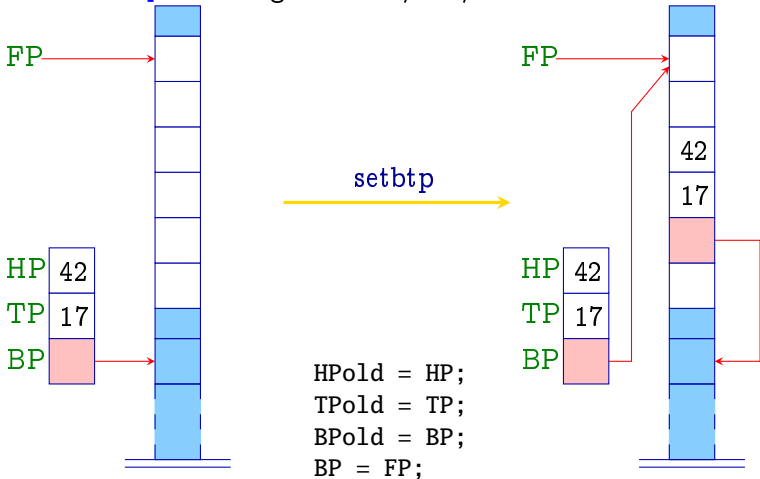 FP
FP
42
setbtp
17
HP 42
HP 42
TP 17
TP 17
BP
BP
HPold = HP;
TPold = TP;
BPold = BP;
BP = FP;